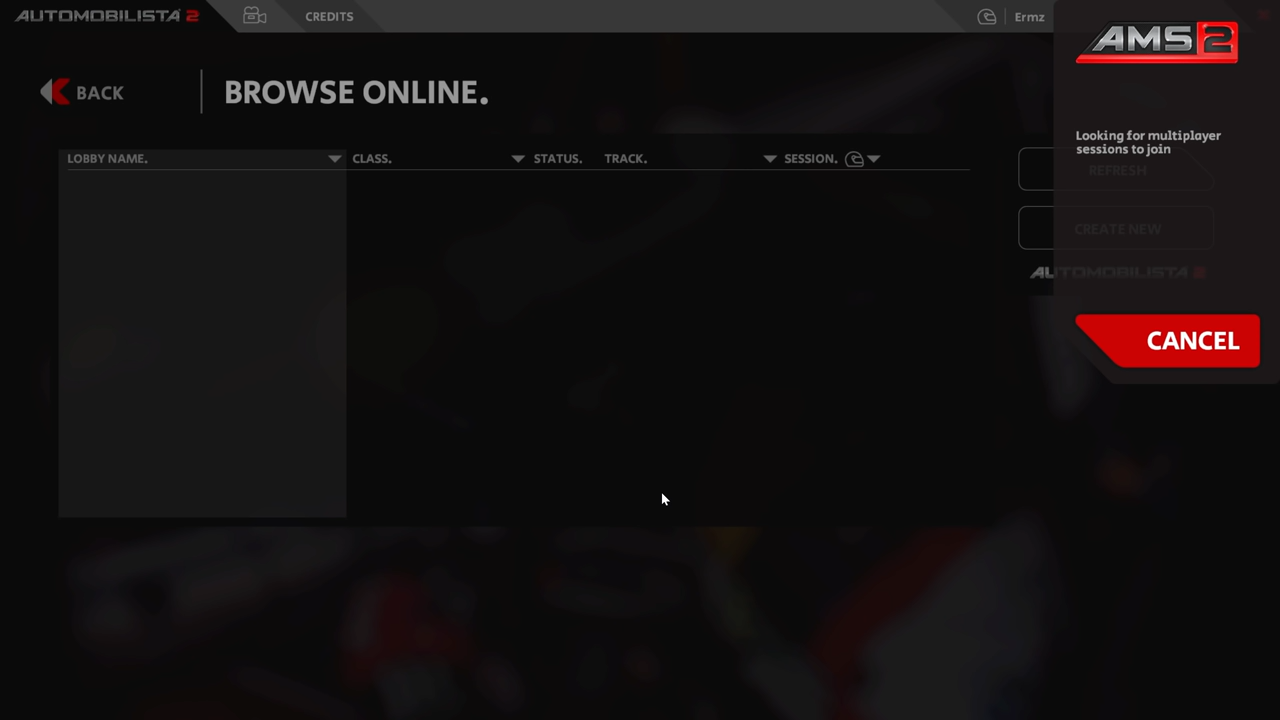 AUTOMOBILISTA 2
CREDITS
Ermz
AMS2
BACK
BROWSE ONLINE.
Looking for multiplayer
sessions to join
LOBBY NAME.
CLASS.
STATUS.
TRACK.
SESSION.
REFRESH
CREATE NEW
AUTOMOBILISTA 2
CANCEL